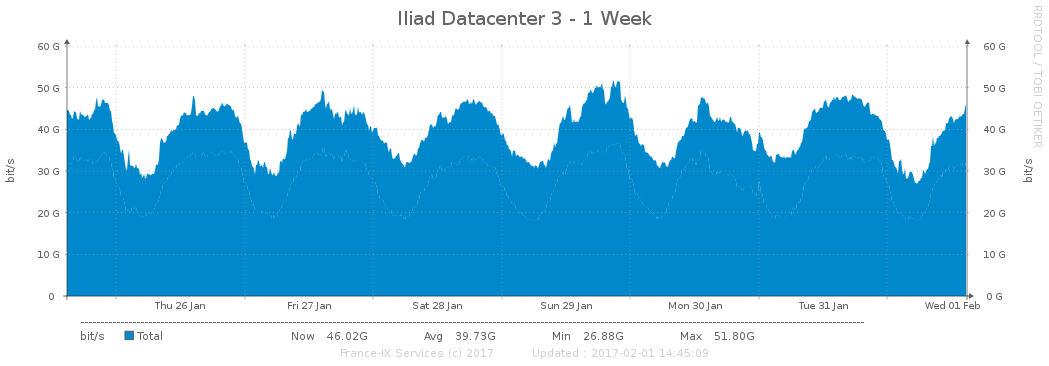 Iliad Datacenter 3 - 1 Week
RRDTOOL / TOBI OETIKER
60 G 60 G
50 G 50 G
40 G 40 G
30 G 30 G
20 G 20 G
10 G 10 G
0 0 G
bit/s bit/s
Thu 26 Jan Fri 27 Jan Sat 28 Jan Sun 29 Jan Mon 30 Jan Tue 31 Jan Wed 01 Feb
bit/s Total Now 46.02G Avg 39.73G Min 26.88G Max 51.80G
France-IX Services (c) 2017 Updated : 2017-02-01 14:45:09